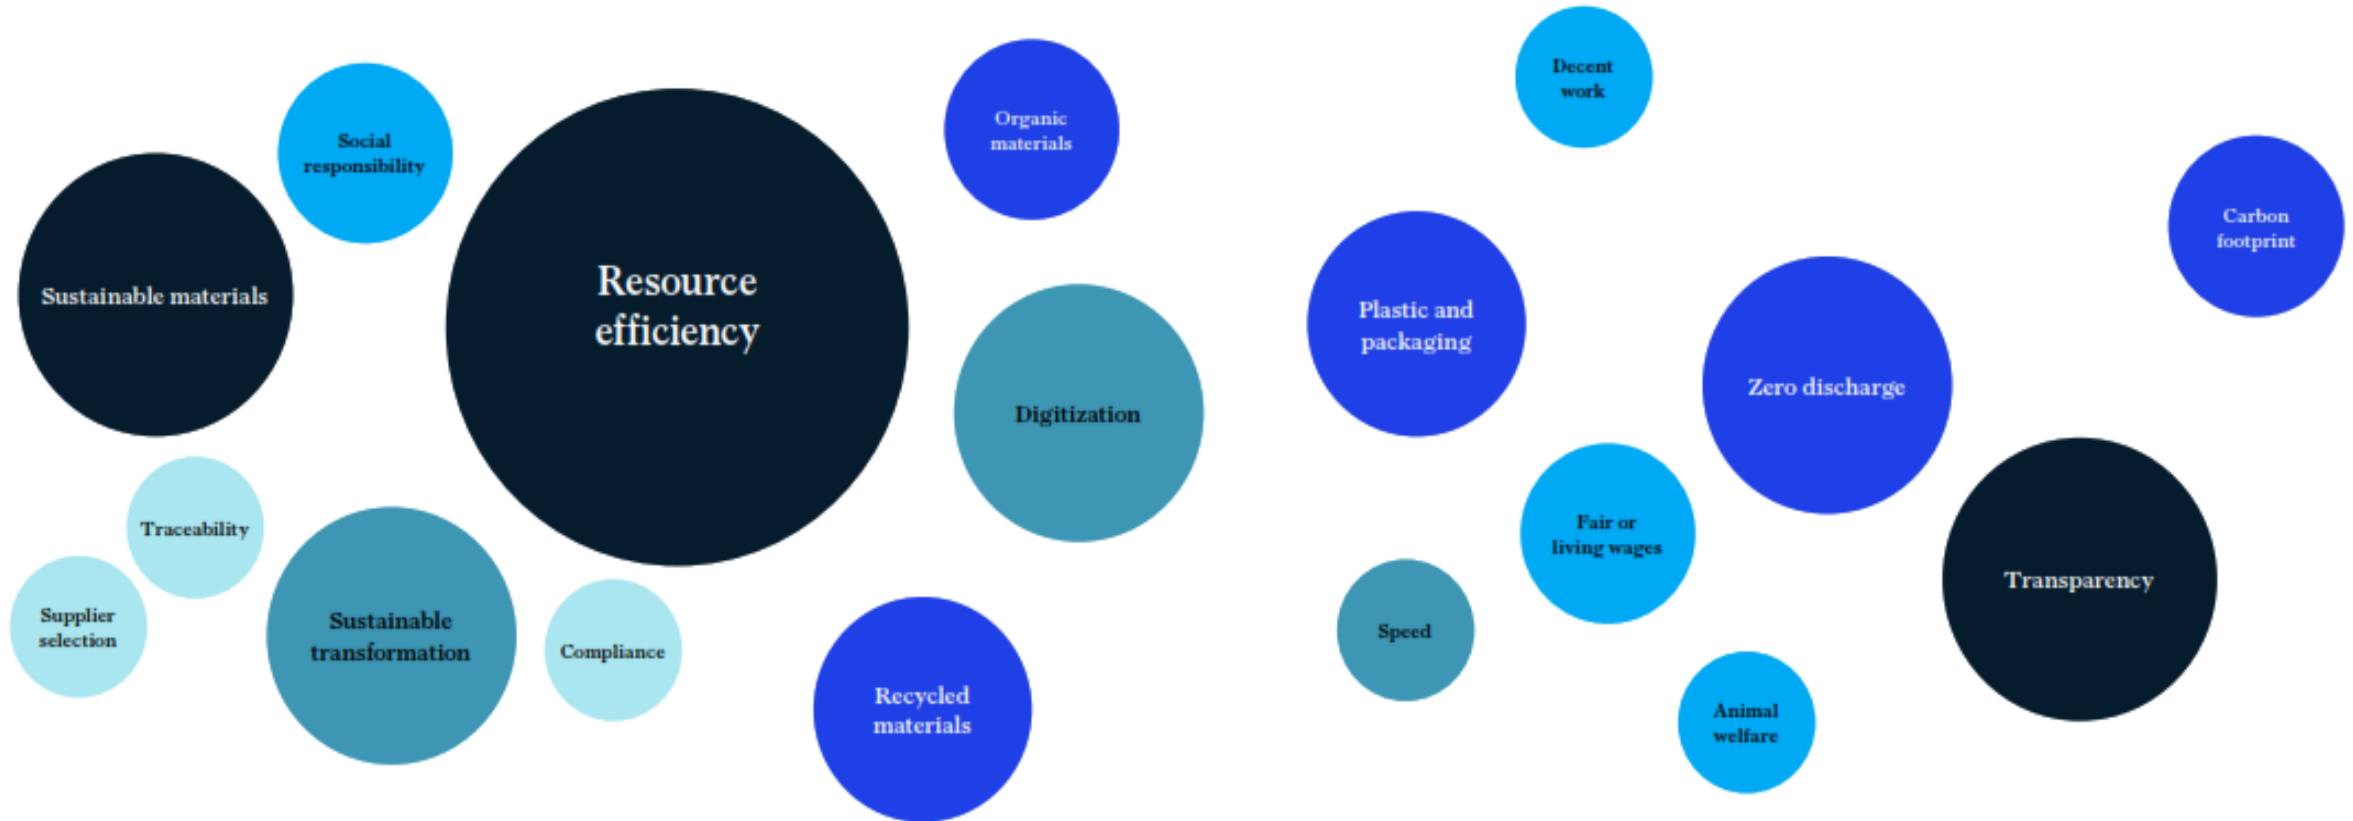 Decent
work
Organic
materials
Social
responsibility
Carbon
footprint
Resource
efficiency
Sustainable materials
Plastic and
packaging
Zero discharge
Digitization
Traceability
Fair or
living wages
Transparency
Supplier
selection
Sustainable
transformation
Compliance
Speed
Recycled
materials
Animal
welfare